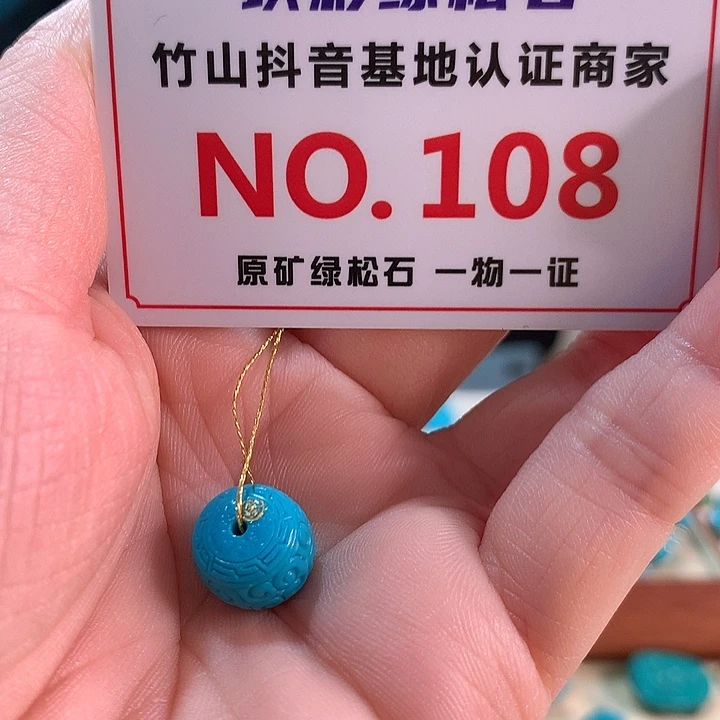 竹山抖音基地认证商家
NO.108
原矿绿松石 一物一证